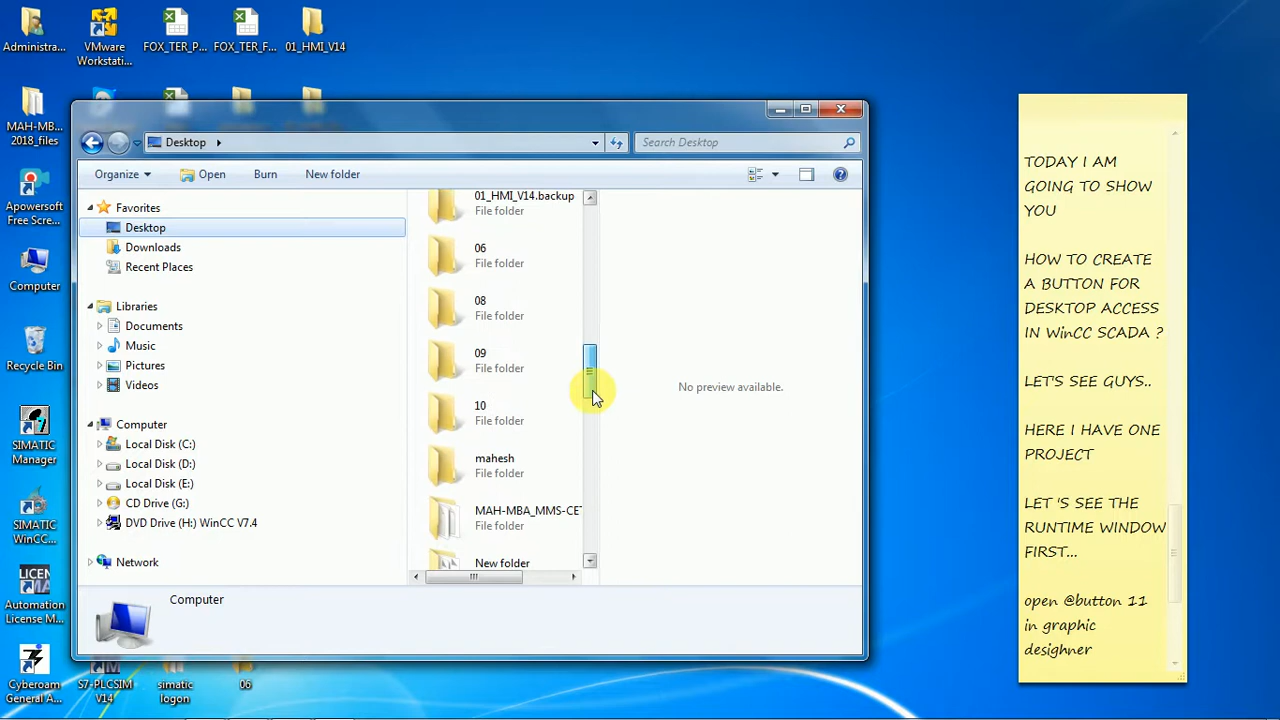 Administra...
VMware
Workstati...
FOX_TER_P...
FOX_TER_F...
01_HMI_V14
MAH-MB...
2018_files
Apowersoft
Free Scre...
Computer
Recycle Bin
SIMATIC
Manager
SIMATIC
WinCC...
LICEN
Automation
License M...
Cyberoam
General A...
S7-PLCSIM
V14
simatic
logon
06
Desktop
Search Desktop
Organize
Open
Burn
New folder
Favorites
Desktop
Downloads
Recent Places
Libraries
Documents
Music
Pictures
Videos
Computer
Local Disk (C:)
Local Disk (D:)
Local Disk (E:)
CD Drive (G:)
DVD Drive (H:) WinCC V7.4
Network
01_HMI_V14.backup
File folder
06
File folder
08
File folder
09
File folder
10
File folder
mahesh
File folder
MAH-MBA_MMS-CET
File folder
New folder
No preview available.
Computer
TODAY I AM
GOING TO SHOW
YOU
HOW TO CREATE
A BUTTON FOR
DESKTOP ACCESS
IN WinCC SCADA ?
LET'S SEE GUYS..
HERE I HAVE ONE
PROJECT
LET 'S SEE THE
RUNTIME WINDOW
FIRST...
open @button 11
in graphic
desighner